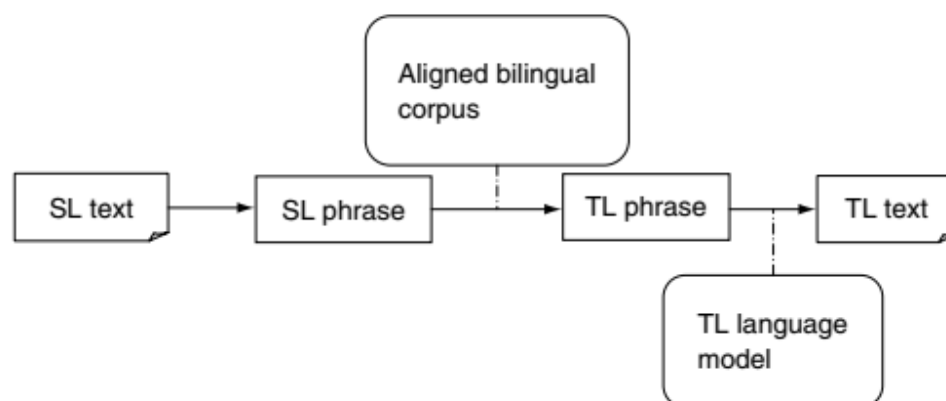 Aligned bilingual
corpus
SL text
SL phrase
TL phrase
TL text
TL language
model